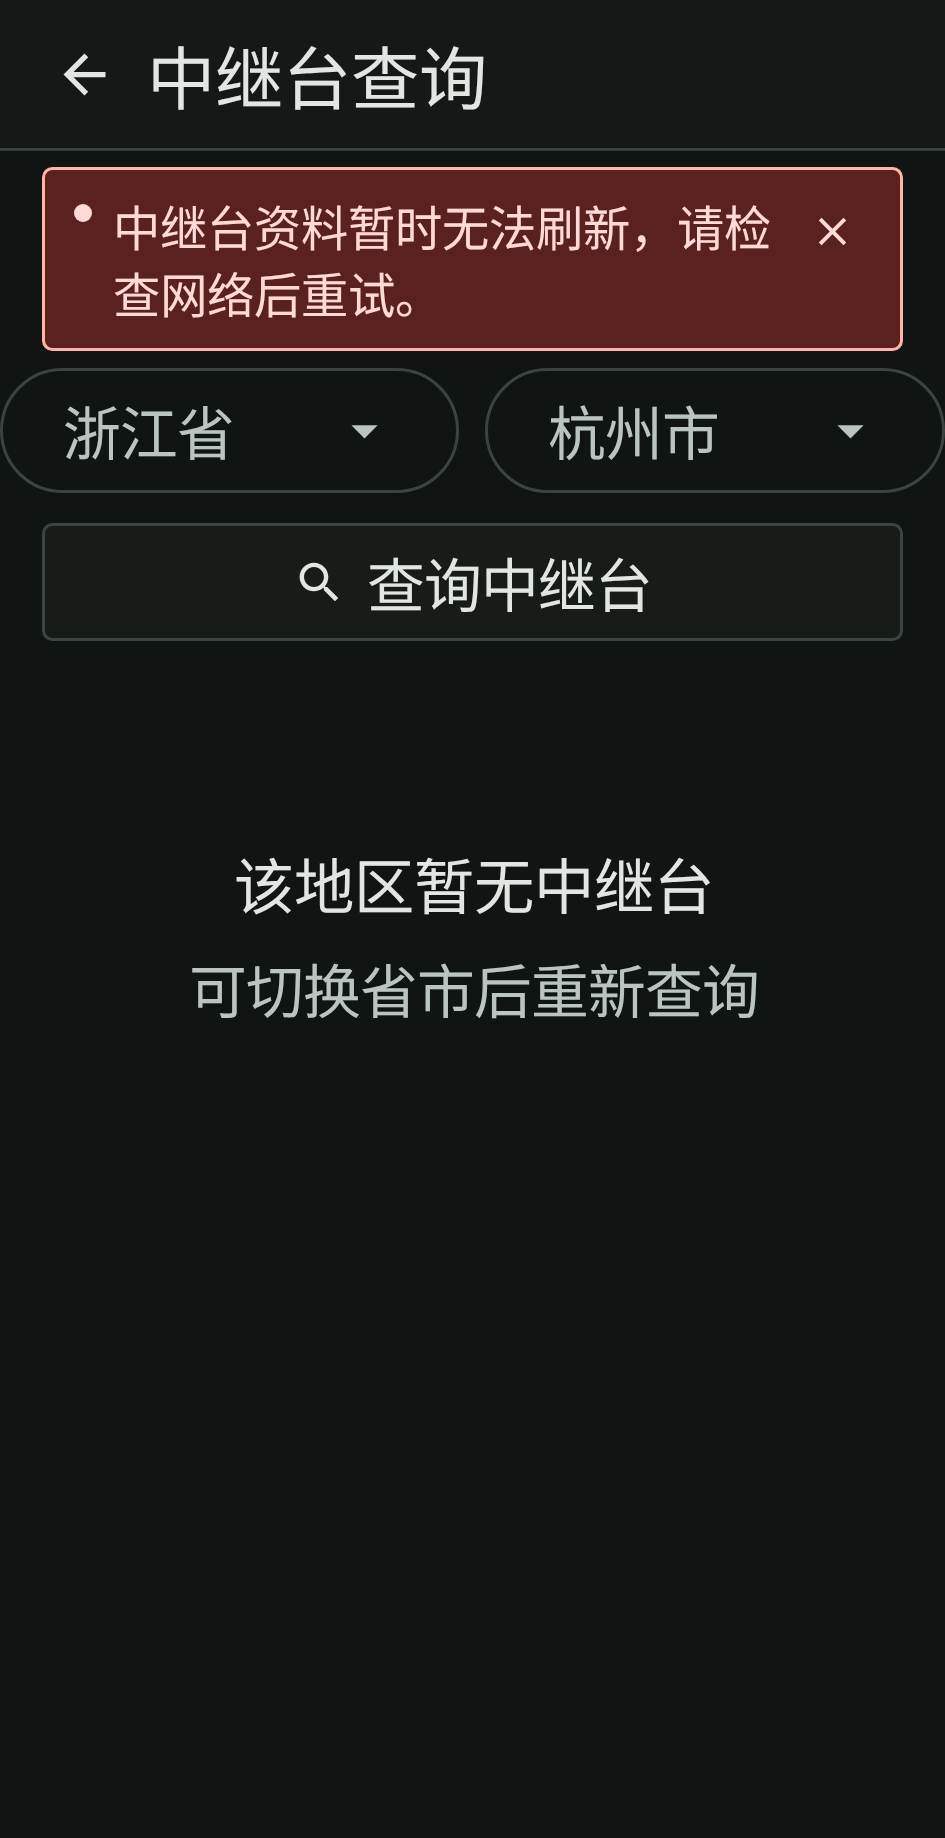 中继台查询
中继台资料暂时无法刷新，请检
查网络后重试。
浙江省
杭州市
查询中继台
该地区暂无中继台
可切换省市后重新查询